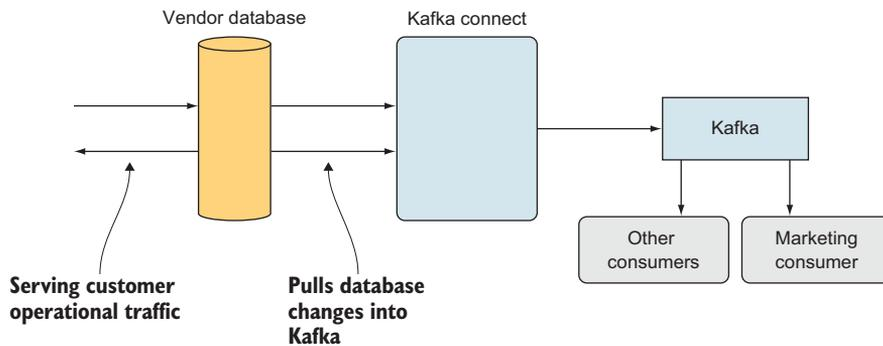 Vendor database
Kafka connect
Kafka
Other
consumers
Marketing
consumer
Serving customer
operational traffic
Pulls database
changes into
Kafka